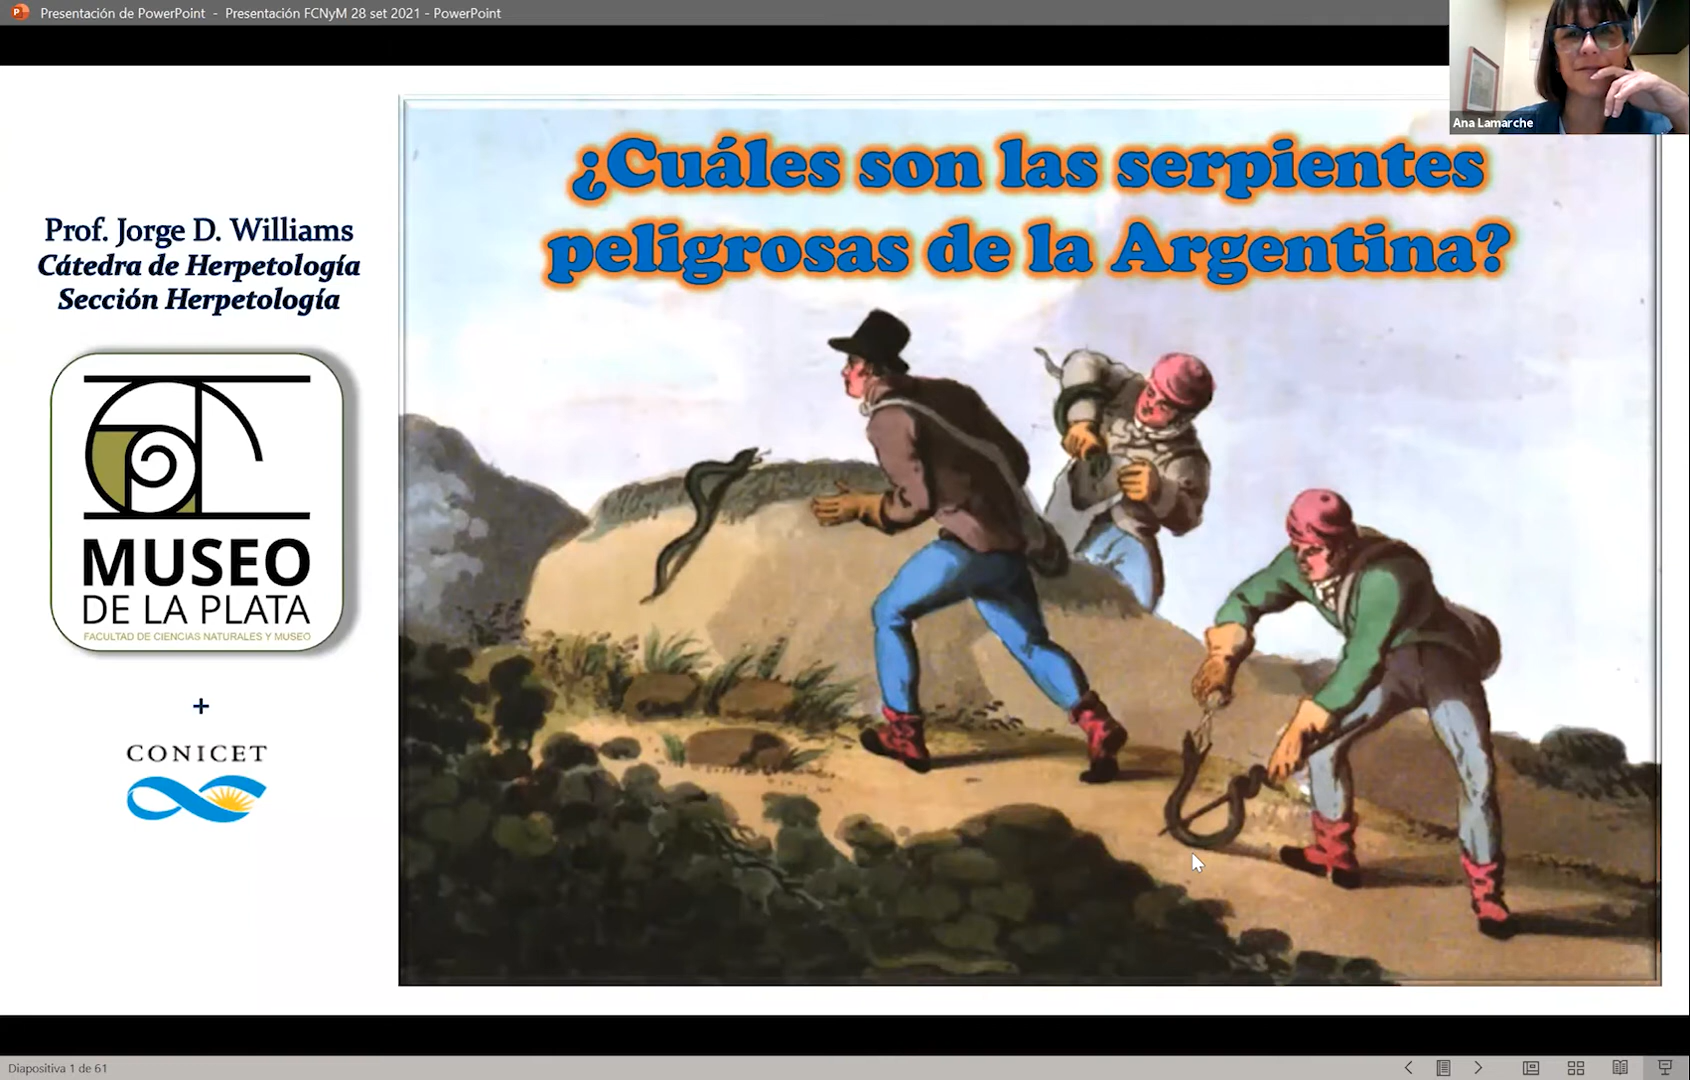 Presentación de PowerPoint - Presentación FCNyM 28 set 2021 - PowerPoint
Ana Lamarche
¿Cuáles son las serpientes
peligrosas de la Argentina?
Prof. Jorge D. Williams
Cátedra de Herpetología
Sección Herpetología
MUSEO
DE LA PLATA
FACULTAD DE CIENCIAS NATURALES Y MUSEO
+
CONICET
Diapositiva 1 de 61